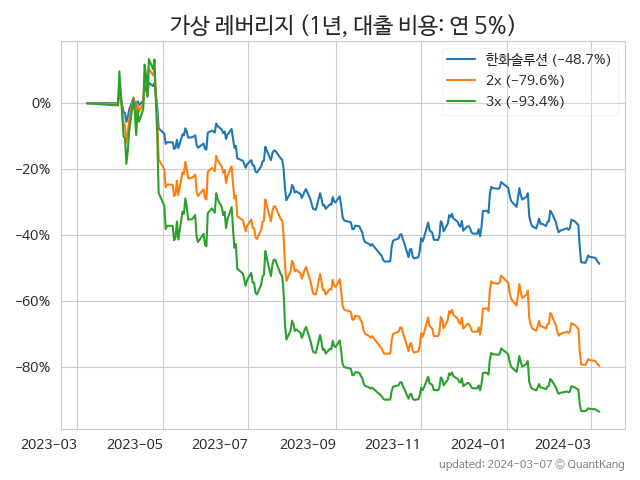 가상 레버리지 (1년, 대출 비용: 연 5%)
한화솔루션 (−48.7%)
2x (−79.6%)
3x (−93.4%)
0%
−20%
−40%
−60%
−80%
2023−03 2023−05 2023−07 2023−09 2023−11 2024−01 2024−03
updated: 2024−03−07 © QuantKang